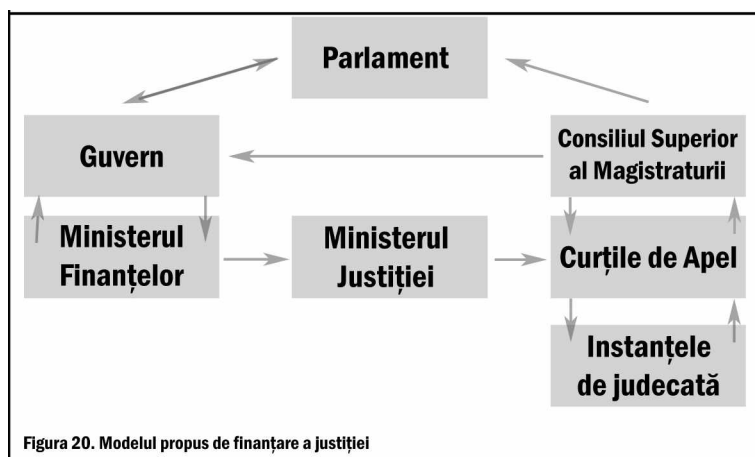 Parlament
Guvern
Consiliul Superior
al Magistraturii
Ministerul
Finanțelor
Ministerul
Justiției
Curțile de Apel
Instanțele
de judecată
Figura 20. Modelul propus de finanțare a justiției